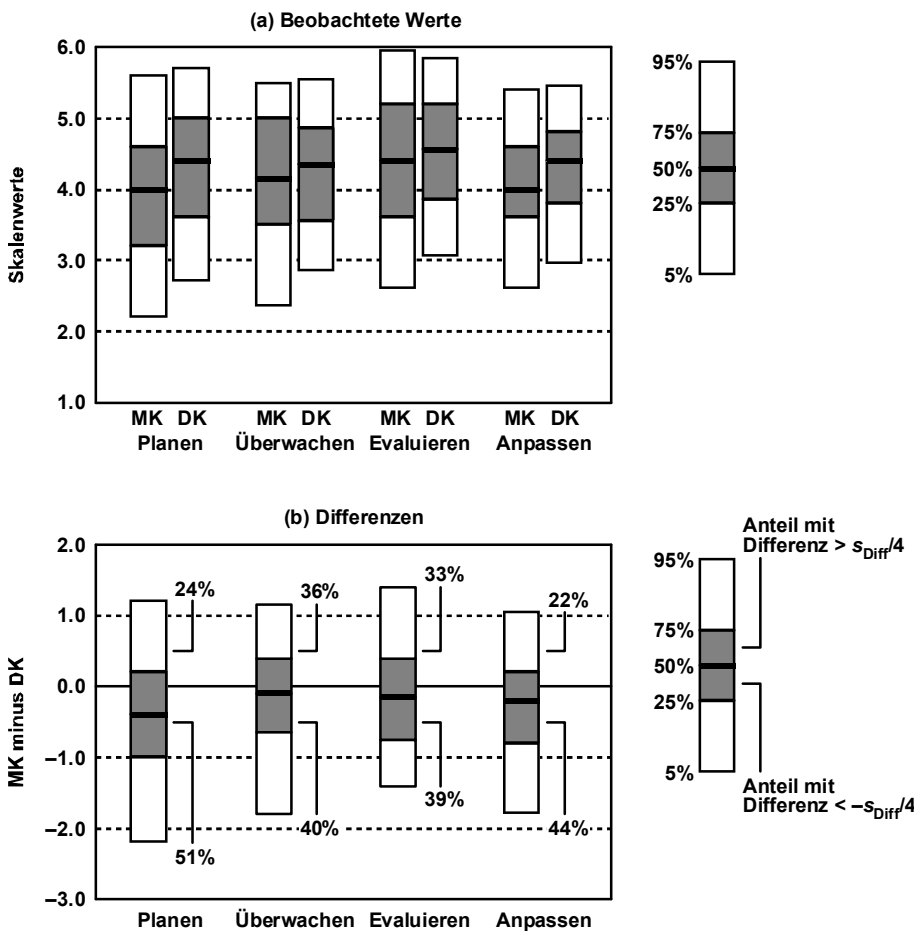 (a) Beobachtete Werte
Skalenwerte
6.0
5.0
4.0
3.0
2.0
1.0
MK DK MK DK MK DK MK DK
Planen Überwachen Evaluieren Anpassen
95%
75%
50%
25%
5%
(b) Differenzen
MK minus DK
2.0
1.0
0.0
–1.0
–2.0
–3.0
24% 36% 33% 22%
51% 40% 39% 44%
Planen Überwachen Evaluieren Anpassen
Anteil mit
Differenz > sDiff/4
95%
75%
50%
25%
5%
Anteil mit
Differenz < –sDiff/4